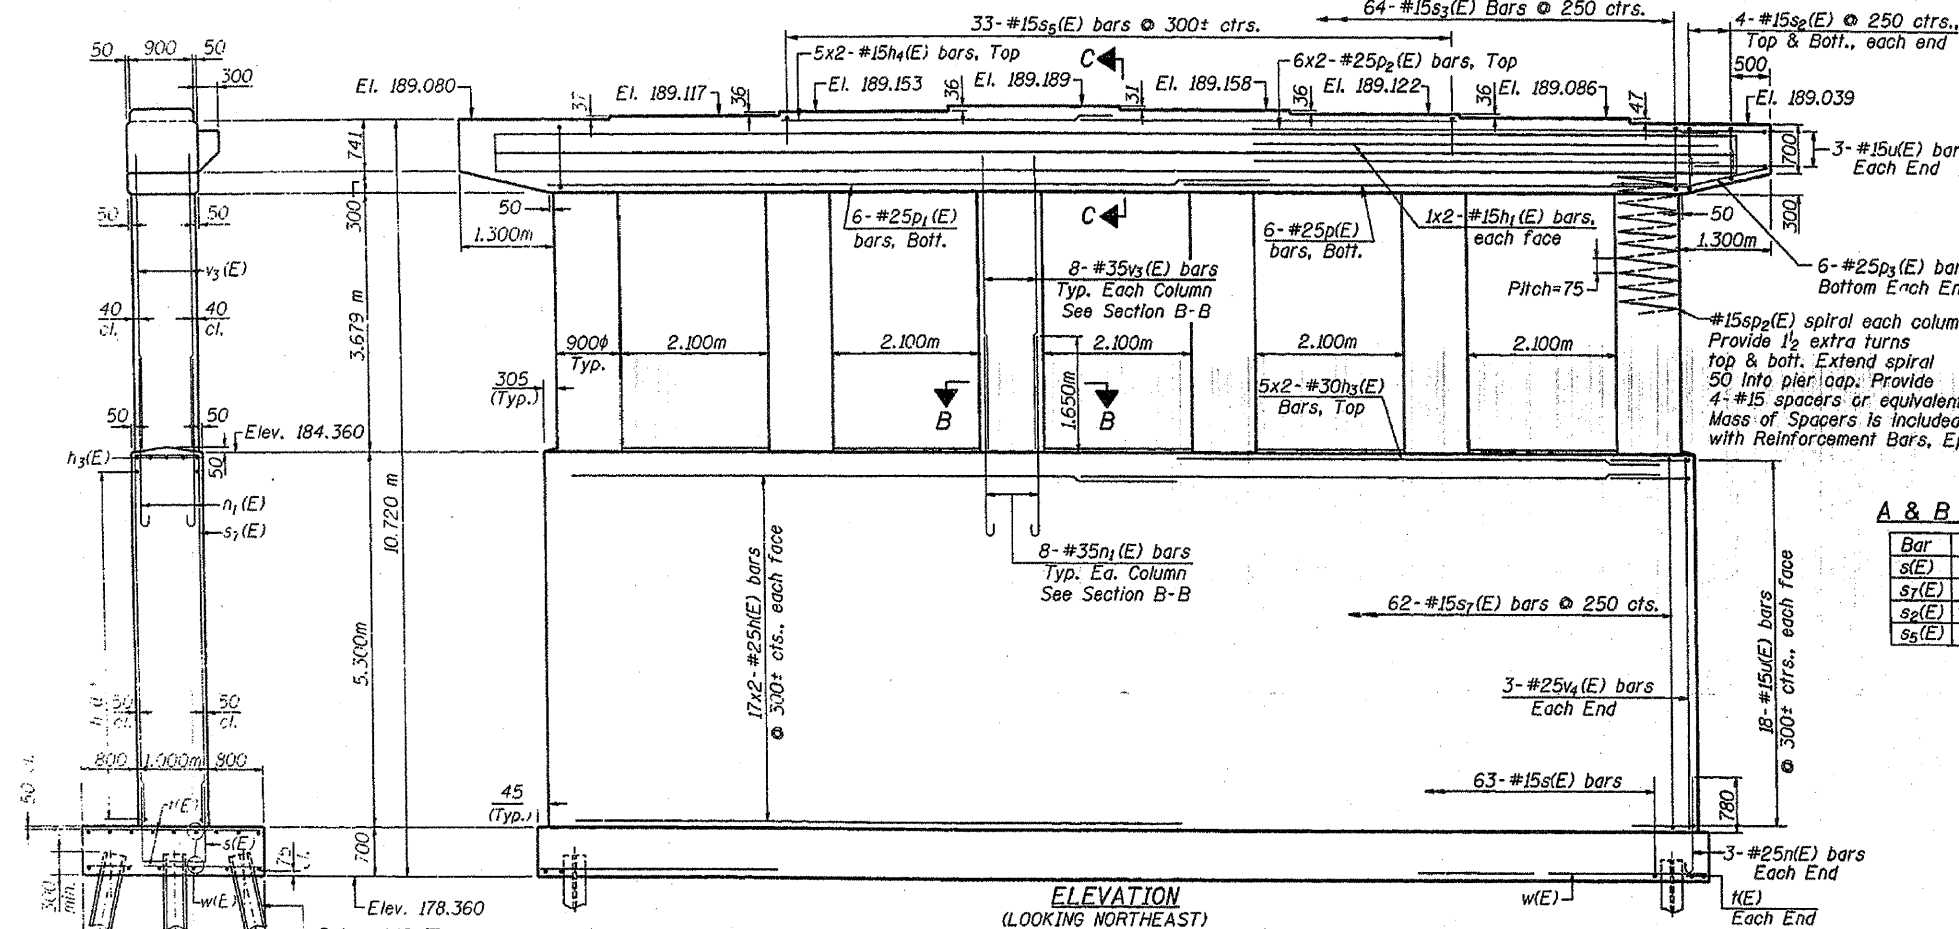 33-#15s5(E) bars @ 300± ctrs.
64-#15s3(E) Bars @ 250 ctrs.
4-#15s2(E) @ 250 ctrs.,
Top & Bott., each end
50 900 50
300
5x2-#15h4(E) bars, Top
C
6x2-#25p2(E) bars, Top
500
El. 189.080
El. 189.117
El. 189.153
El. 189.189
El. 189.158
El. 189.122
El. 189.086
El. 189.039
37
36
36
31
36
36
47
741
700
3-#15u(E) bar
Each End
300
50
50
50
1.300m
6-#25p1(E)
bars, Bott.
C
6-#25p(E)
bars, Bott.
1x2-#15h1(E) bars,
each face
50
300
1.300m
v3(E)
8-#35v3(E) bars
Typ. Each Column
See Section B-B
Pitch=75
6-#25p3(E) bar
Bottom Each En
40
cl.
40
cl.
3.679 m
900ϕ
Typ.
2.100m
2.100m
2.100m
2.100m
2.100m
#15sp2(E) spiral each colum
Provide 1½ extra turns
top & bott. Extend spiral
50 into pier cap. Provide
4-#15 spacers or equivalent
Mass of Spacers is included
with Reinforcement Bars, Ep
305
(Typ.)
B
B
1.650m
5x2-#30h3(E)
Bars, Top
50
50
Elev. 184.360
h3(E)
50
n1(E)
s7(E)
10.720 m
5.300m
17x2-#25h(E) bars
@ 300± cts., each face
8-#35n1(E) bars
Typ. Ea. Column
See Section B-B
62-#15s7(E) bars @ 250 cts.
18-#15u(E) bars
@ 300± ctrs., each face
A & B
Bar
s(E)
s7(E)
s2(E)
s5(E)
50
cl.
50
cl.
3-#25v4(E) bars
Each End
800 1.000m 800
50 cl.
t(E)
s(E)
75
cl.
700
45
(Typ.)
63-#15s(E) bars
780
300
min.
w(E)
Elev. 178.360
3-#25n(E) bars
Each End
w(E)
t(E)
Each End
ELEVATION
(LOOKING NORTHEAST)